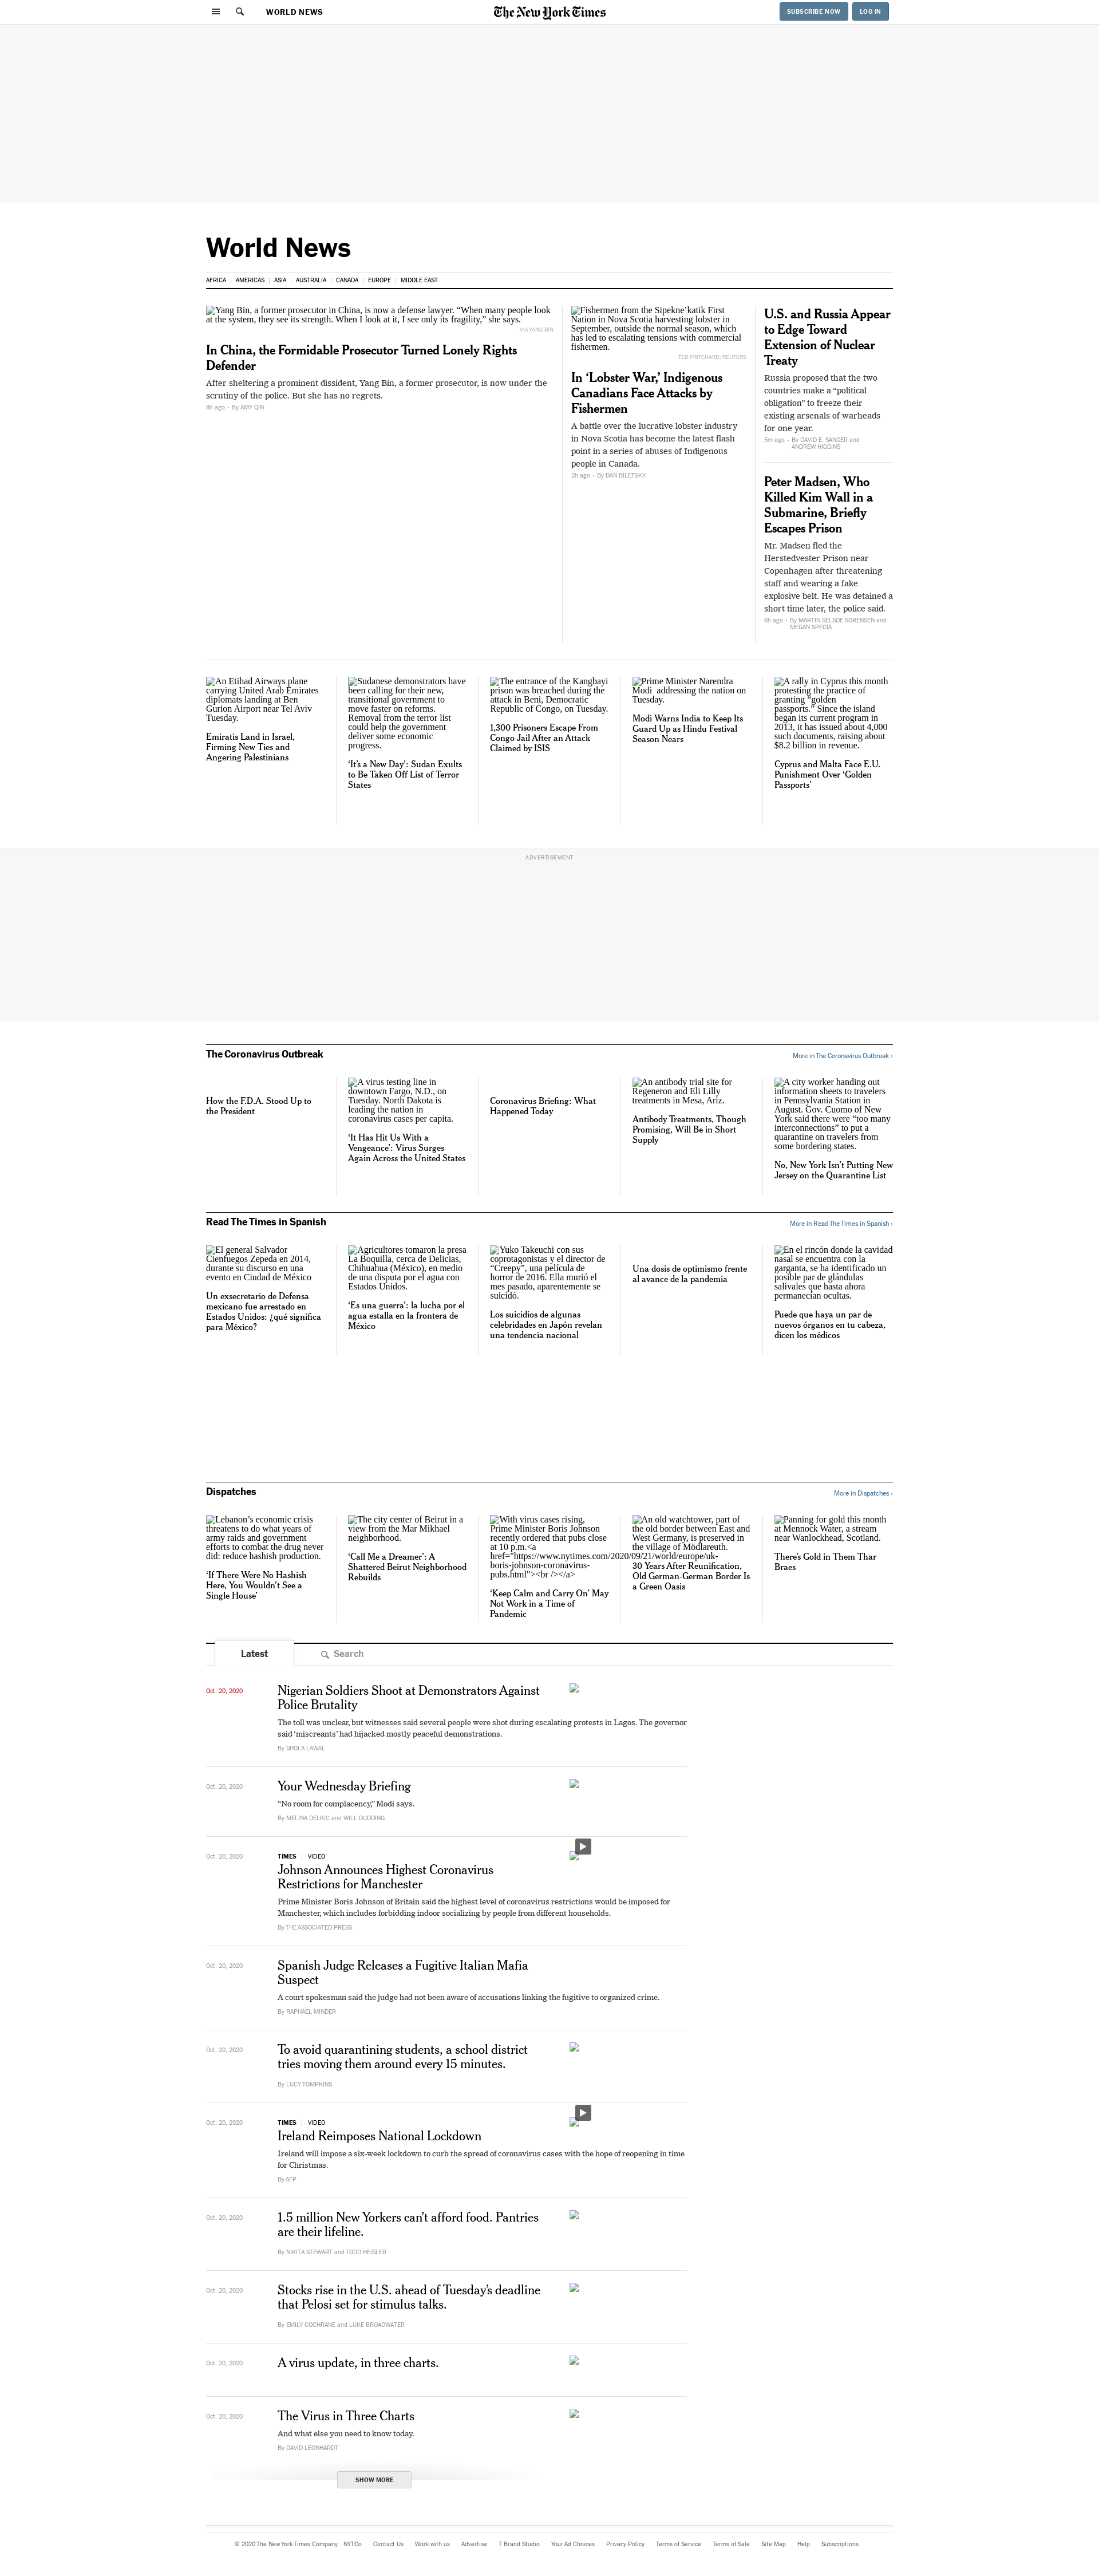 WORLD NEWS
The New York Times
SUBSCRIBE NOW
LOG IN
World News
AFRICA | AMERICAS | ASIA | AUSTRALIA | CANADA | EUROPE | MIDDLE EAST
Yang Bin, a former prosecutor in China, is now a defense lawyer. “When many people look
at the system, they see its strength. When I look at it, I see only its fragility,” she says.
VIA YANG BIN
In China, the Formidable Prosecutor Turned Lonely Rights
Defender
After sheltering a prominent dissident, Yang Bin, a former prosecutor, is now under the
scrutiny of the police. But she has no regrets.
8h ago • By AMY QIN
Fishermen from the Sipekne’katik First
Nation in Nova Scotia harvesting lobster in
September, outside the normal season, which
has led to escalating tensions with commercial
fishermen.
TED PRITCHARD/REUTERS
In ‘Lobster War,’ Indigenous
Canadians Face Attacks by
Fishermen
A battle over the lucrative lobster industry
in Nova Scotia has become the latest flash
point in a series of abuses of Indigenous
people in Canada.
2h ago • By DAN BILEFSKY
U.S. and Russia Appear
to Edge Toward
Extension of Nuclear
Treaty
Russia proposed that the two
countries make a “political
obligation” to freeze their
existing arsenals of warheads
for one year.
5m ago • By DAVID E. SANGER and
ANDREW HIGGINS
Peter Madsen, Who
Killed Kim Wall in a
Submarine, Briefly
Escapes Prison
Mr. Madsen fled the
Herstedvester Prison near
Copenhagen after threatening
staff and wearing a fake
explosive belt. He was detained a
short time later, the police said.
6h ago • By MARTIN SELSOE SORENSEN and
MEGAN SPECIA
An Etihad Airways plane
carrying United Arab Emirates
diplomats landing at Ben
Gurion Airport near Tel Aviv
Tuesday.
Emiratis Land in Israel,
Firming New Ties and
Angering Palestinians
Sudanese demonstrators have
been calling for their new,
transitional government to
move faster on reforms.
Removal from the terror list
could help the government
deliver some economic
progress.
‘It’s a New Day’: Sudan Exults
to Be Taken Off List of Terror
States
The entrance of the Kangbayi
prison was breached during the
attack in Beni, Democratic
Republic of Congo, on Tuesday.
1,300 Prisoners Escape From
Congo Jail After an Attack
Claimed by ISIS
Prime Minister Narendra
Modi addressing the nation on
Tuesday.
Modi Warns India to Keep Its
Guard Up as Hindu Festival
Season Nears
A rally in Cyprus this month
protesting the practice of
granting “golden
passports.” Since the island
began its current program in
2013, it has issued about 4,000
such documents, raising about
$8.2 billion in revenue.
Cyprus and Malta Face E.U.
Punishment Over ‘Golden
Passports’
ADVERTISEMENT
The Coronavirus Outbreak
More in The Coronavirus Outbreak ›
How the F.D.A. Stood Up to
the President
A virus testing line in
downtown Fargo, N.D., on
Tuesday. North Dakota is
leading the nation in
coronavirus cases per capita.
‘It Has Hit Us With a
Vengeance’: Virus Surges
Again Across the United States
Coronavirus Briefing: What
Happened Today
An antibody trial site for
Regeneron and Eli Lilly
treatments in Mesa, Ariz.
Antibody Treatments, Though
Promising, Will Be in Short
Supply
A city worker handing out
information sheets to travelers
in Pennsylvania Station in
August. Gov. Cuomo of New
York said there were “too many
interconnections” to put a
quarantine on travelers from
some bordering states.
No, New York Isn’t Putting New
Jersey on the Quarantine List
Read The Times in Spanish
More in Read The Times in Spanish ›
El general Salvador
Cienfuegos Zepeda en 2014,
durante su discurso en una
evento en Ciudad de México
Un exsecretario de Defensa
mexicano fue arrestado en
Estados Unidos: ¿qué significa
para México?
Agricultores tomaron la presa
La Boquilla, cerca de Delicias,
Chihuahua (México), en medio
de una disputa por el agua con
Estados Unidos.
‘Es una guerra’: la lucha por el
agua estalla en la frontera de
México
Yuko Takeuchi con sus
coprotagonistas y el director de
“Creepy”, una película de
horror de 2016. Ella murió el
mes pasado, aparentemente se
suicidó.
Los suicidios de algunas
celebridades en Japón revelan
una tendencia nacional
Una dosis de optimismo frente
al avance de la pandemia
En el rincón donde la cavidad
nasal se encuentra con la
garganta, se ha identificado un
posible par de glándulas
salivales que hasta ahora
permanecían ocultas.
Puede que haya un par de
nuevos órganos en tu cabeza,
dicen los médicos
Dispatches
More in Dispatches ›
Lebanon’s economic crisis
threatens to do what years of
army raids and government
efforts to combat the drug never
did: reduce hashish production.
‘If There Were No Hashish
Here, You Wouldn’t See a
Single House’
The city center of Beirut in a
view from the Mar Mikhael
neighborhood.
‘Call Me a Dreamer’: A
Shattered Beirut Neighborhood
Rebuilds
With virus cases rising,
Prime Minister Boris Johnson
recently ordered that pubs close
at 10 p.m.<a
href="https://www.nytimes.com/2020/09/21/world/europe/uk-
boris-johnson-coronavirus-
pubs.html"><br /></a>
‘Keep Calm and Carry On’ May
Not Work in a Time of
Pandemic
An old watchtower, part of
the old border between East and
West Germany, is preserved in
the village of Mödlareuth.
30 Years After Reunification,
Old German-German Border Is
a Green Oasis
Panning for gold this month
at Mennock Water, a stream
near Wanlockhead, Scotland.
There’s Gold in Them Thar
Braes
Latest
Search
Oct. 20, 2020
Nigerian Soldiers Shoot at Demonstrators Against
Police Brutality
The toll was unclear, but witnesses said several people were shot during escalating protests in Lagos. The governor
said ‘miscreants’ had hijacked mostly peaceful demonstrations.
By SHOLA LAWAL
Oct. 20, 2020
Your Wednesday Briefing
“No room for complacency,” Modi says.
By MELINA DELKIC and WILL DUDDING
Oct. 20, 2020
TIMES | VIDEO
Johnson Announces Highest Coronavirus
Restrictions for Manchester
Prime Minister Boris Johnson of Britain said the highest level of coronavirus restrictions would be imposed for
Manchester, which includes forbidding indoor socializing by people from different households.
By THE ASSOCIATED PRESS
Oct. 20, 2020
Spanish Judge Releases a Fugitive Italian Mafia
Suspect
A court spokesman said the judge had not been aware of accusations linking the fugitive to organized crime.
By RAPHAEL MINDER
Oct. 20, 2020
To avoid quarantining students, a school district
tries moving them around every 15 minutes.
By LUCY TOMPKINS
Oct. 20, 2020
TIMES | VIDEO
Ireland Reimposes National Lockdown
Ireland will impose a six-week lockdown to curb the spread of coronavirus cases with the hope of reopening in time
for Christmas.
By AFP
Oct. 20, 2020
1.5 million New Yorkers can’t afford food. Pantries
are their lifeline.
By NIKITA STEWART and TODD HEISLER
Oct. 20, 2020
Stocks rise in the U.S. ahead of Tuesday’s deadline
that Pelosi set for stimulus talks.
By EMILY COCHRANE and LUKE BROADWATER
Oct. 20, 2020
A virus update, in three charts.
Oct. 20, 2020
The Virus in Three Charts
And what else you need to know today.
By DAVID LEONHARDT
SHOW MORE
© 2020 The New York Times Company NYTCo Contact Us Work with us Advertise T Brand Studio Your Ad Choices Privacy Policy Terms of Service Terms of Sale Site Map Help Subscriptions